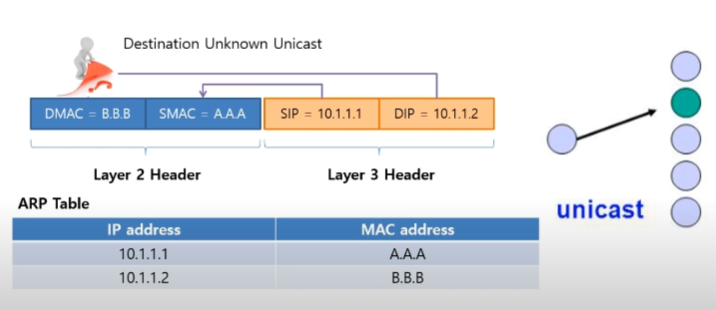 Destination Unknown Unicast
DMAC = B.B.B SMAC = A.A.A SIP = 10.1.1.1 DIP = 10.1.1.2
Layer 2 Header Layer 3 Header
ARP Table
IP address MAC address
10.1.1.1 A.A.A
10.1.1.2 B.B.B
unicast